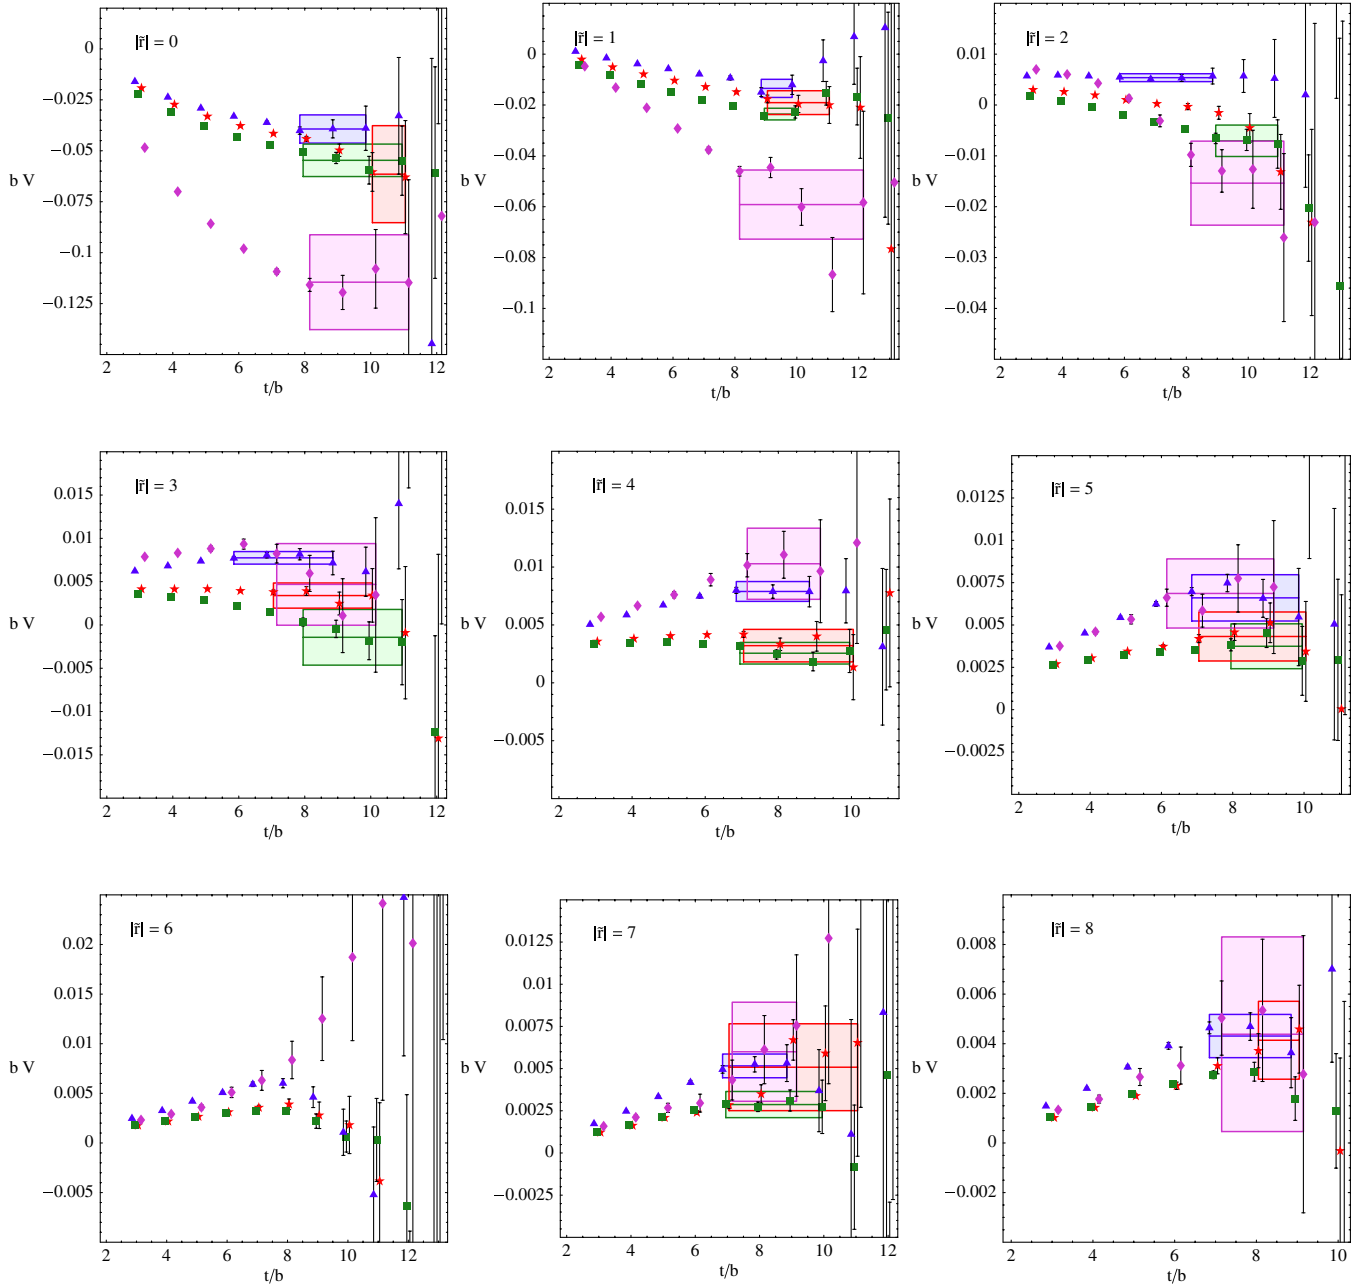 |r̃| = 0
0
−0.025
−0.05
−0.075
−0.1
−0.125
b V
2 4 6 8 10 12
t/b
|r̃| = 1
0
−0.02
−0.04
−0.06
−0.08
−0.1
b V
2 4 6 8 10 12
t/b
|r̃| = 2
0.01
0
−0.01
−0.02
−0.03
−0.04
b V
2 4 6 8 10 12
t/b
|r̃| = 3
0.015
0.01
0.005
0
−0.005
−0.01
−0.015
b V
2 4 6 8 10 12
t/b
|r̃| = 4
0.015
0.01
0.005
0
−0.005
b V
2 4 6 8 10
t/b
|r̃| = 5
0.0125
0.01
0.0075
0.005
0.0025
0
−0.0025
b V
2 4 6 8 10
t/b
|r̃| = 6
0.02
0.015
0.01
0.005
0
−0.005
b V
2 4 6 8 10 12
t/b
|r̃| = 7
0.0125
0.01
0.0075
0.005
0.0025
0
−0.0025
b V
2 4 6 8 10 12
t/b
|r̃| = 8
0.008
0.006
0.004
0.002
0
−0.002
b V
2 4 6 8 10
t/b